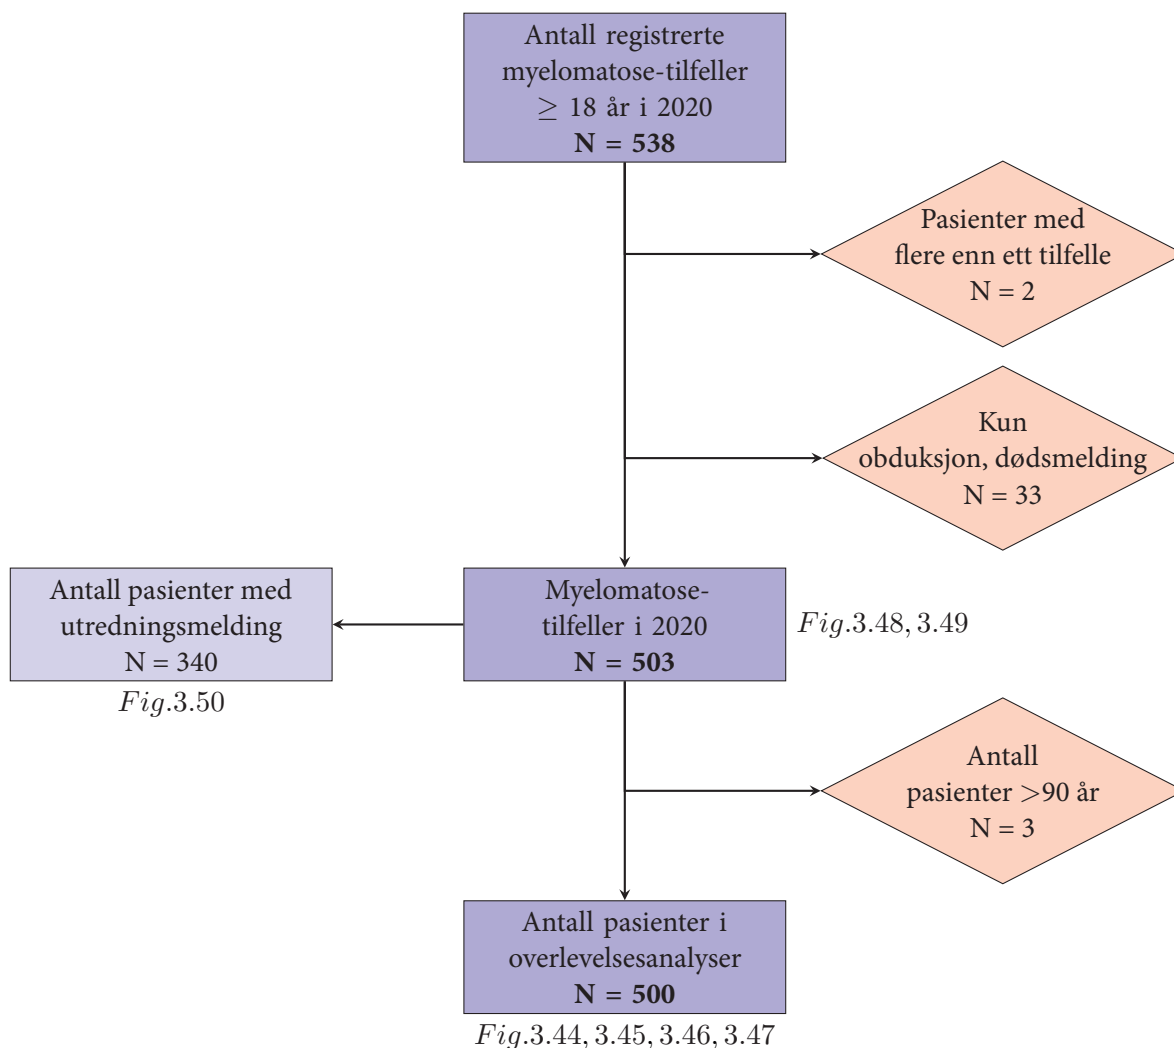 Antall registrerte
myelomatose-tilfeller
≥ 18 år i 2020
N = 538
Pasienter med
flere enn ett tilfelle
N = 2
Kun
obduksjon, dødsmelding
N = 33
Antall pasienter med
utredningsmelding
N = 340
Fig.3.50
Myelomatose-
tilfeller i 2020
N = 503
Fig.3.48, 3.49
Antall
pasienter >90 år
N = 3
Antall pasienter i
overlevelsesanalyser
N = 500
Fig.3.44, 3.45, 3.46, 3.47